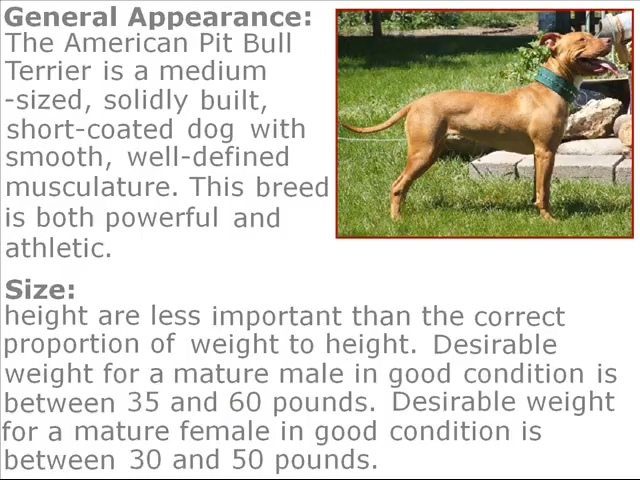 General Appearance:
The American Pit Bull
Terrier is a medium
-sized, solidly built,
short-coated dog with
smooth, well-defined
musculature. This breed
is both powerful and
athletic.
Size:
height are less important than the correct
proportion of weight to height. Desirable
weight for a mature male in good condition is
between 35 and 60 pounds. Desirable weight
for a mature female in good condition is
between 30 and 50 pounds.